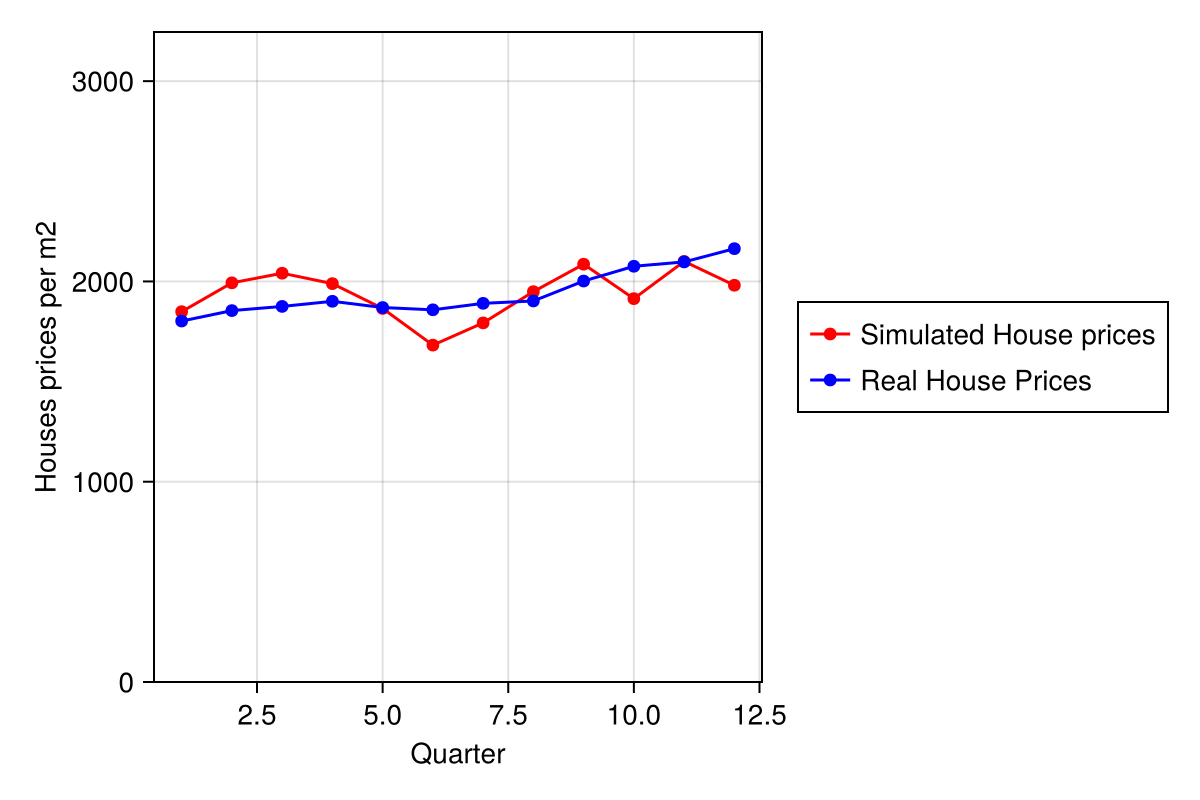 3000
2000
1000
0
Houses prices per m2
2.5 5.0 7.5 10.0 12.5
Quarter
Simulated House prices
Real House Prices